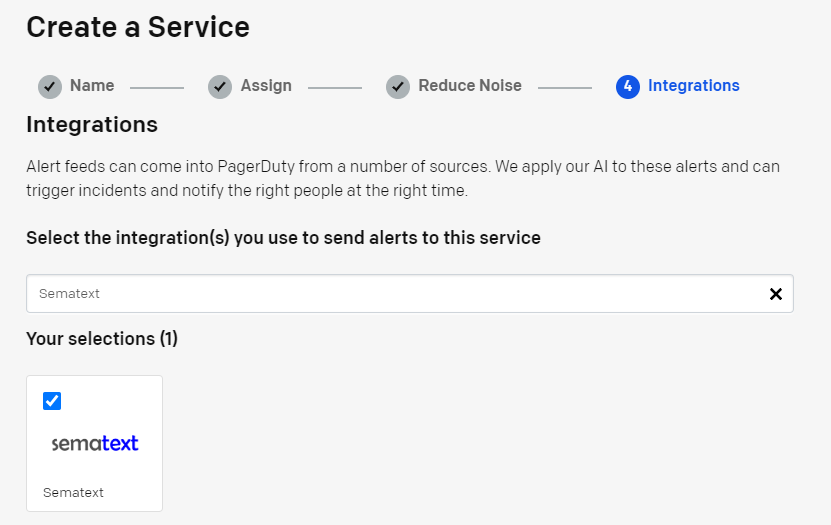 Create a Service
Name Assign Reduce Noise 4 Integrations
Integrations
Alert feeds can come into PagerDuty from a number of sources. We apply our AI to these alerts and can
trigger incidents and notify the right people at the right time.
Select the integration(s) you use to send alerts to this service
Sematext
Your selections (1)
sematext
Sematext